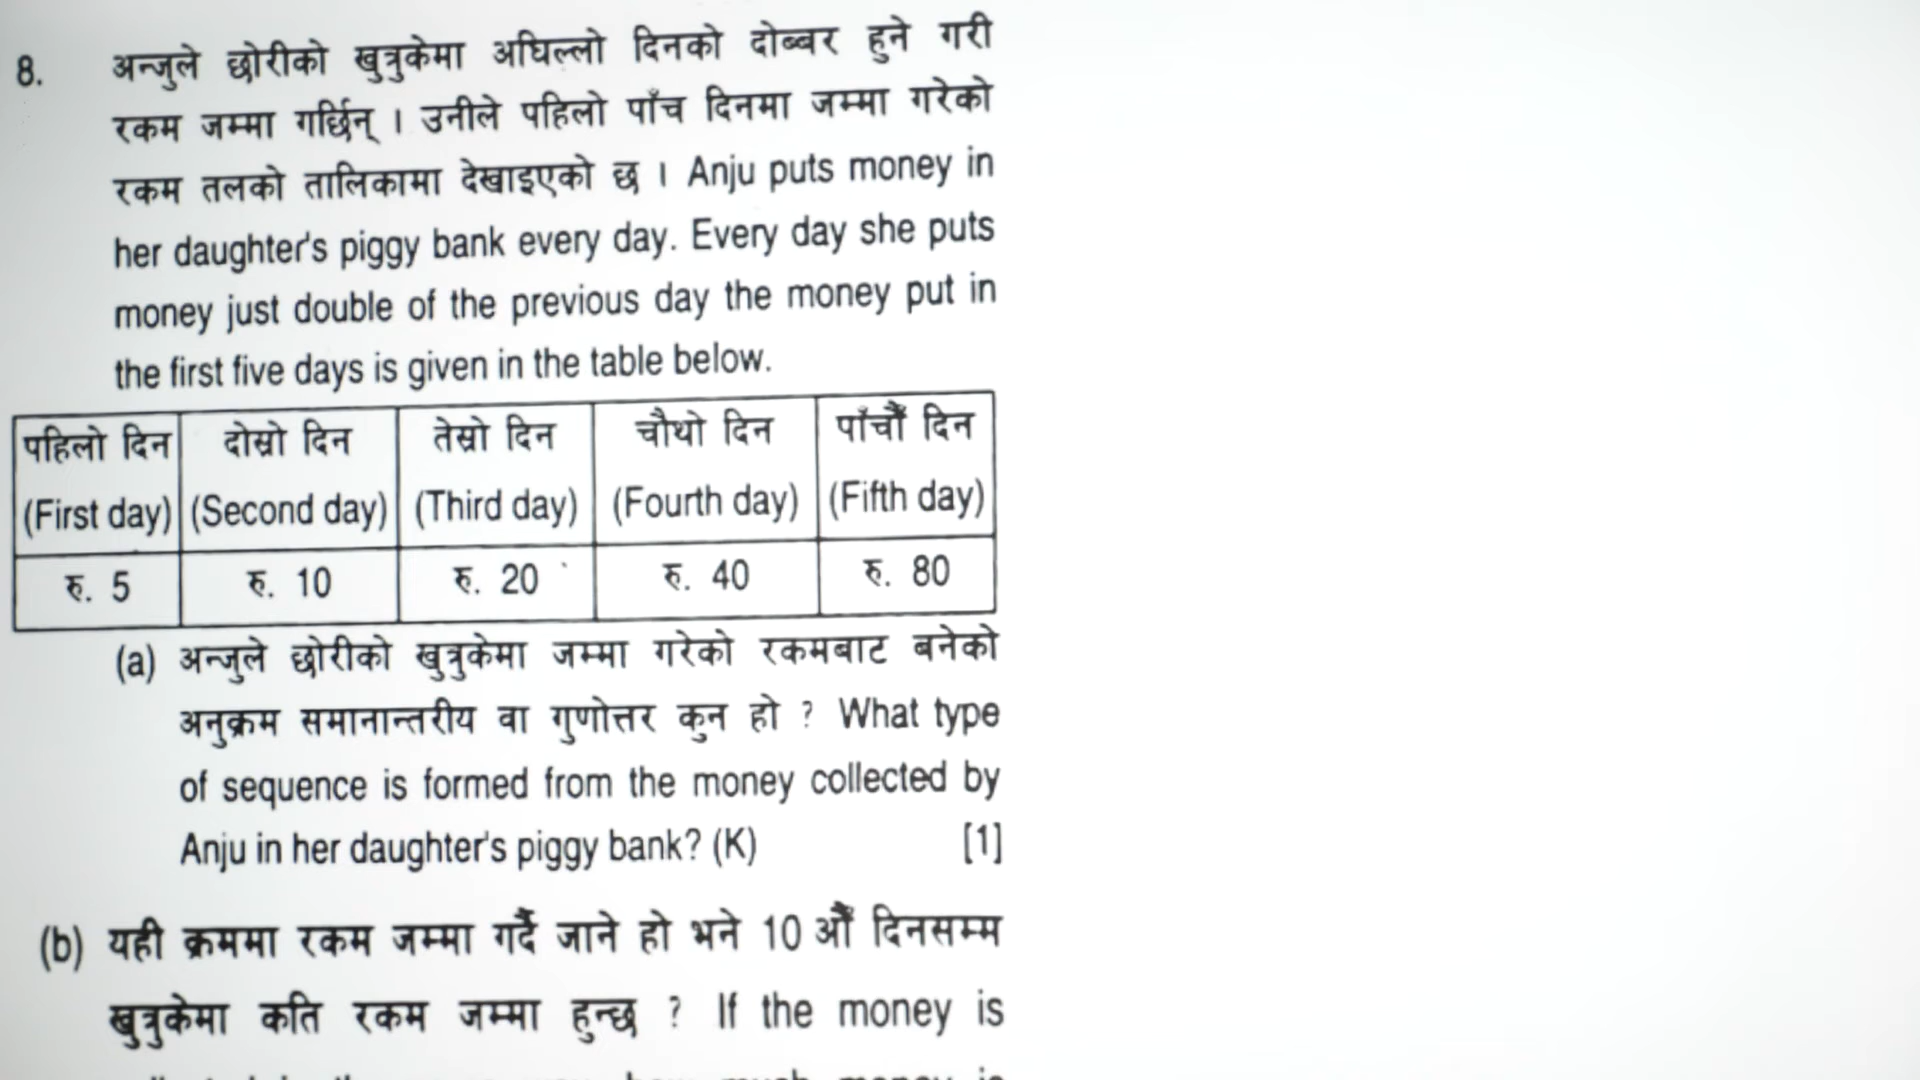 8. अन्जुले छोरीको खुत्रुकेमा अघिल्लो दिनको दोब्बर हुने गरी
रकम जम्मा गर्छिन् । उनीले पहिलो पाँच दिनमा जम्मा गरेको
रकम तलको तालिकामा देखाइएको छ । Anju puts money in
her daughter's piggy bank every day. Every day she puts
money just double of the previous day the money put in
the first five days is given in the table below.
पहिलो दिन दोस्रो दिन तेस्रो दिन चौथो दिन पाँचौं दिन
(First day) (Second day) (Third day) (Fourth day) (Fifth day)
रु. 5 रु. 10 रु. 20 रु. 40 रु. 80
(a) अन्जुले छोरीको खुत्रुकेमा जम्मा गरेको रकमबाट बनेको
अनुक्रम समानान्तरीय वा गुणोत्तर कुन हो ? What type
of sequence is formed from the money collected by
Anju in her daughter's piggy bank? (K) [1]
(b) यही क्रममा रकम जम्मा गर्दै जाने हो भने 10 औं दिनसम्म
खुत्रुकेमा कति रकम जम्मा हुन्छ ? If the money is